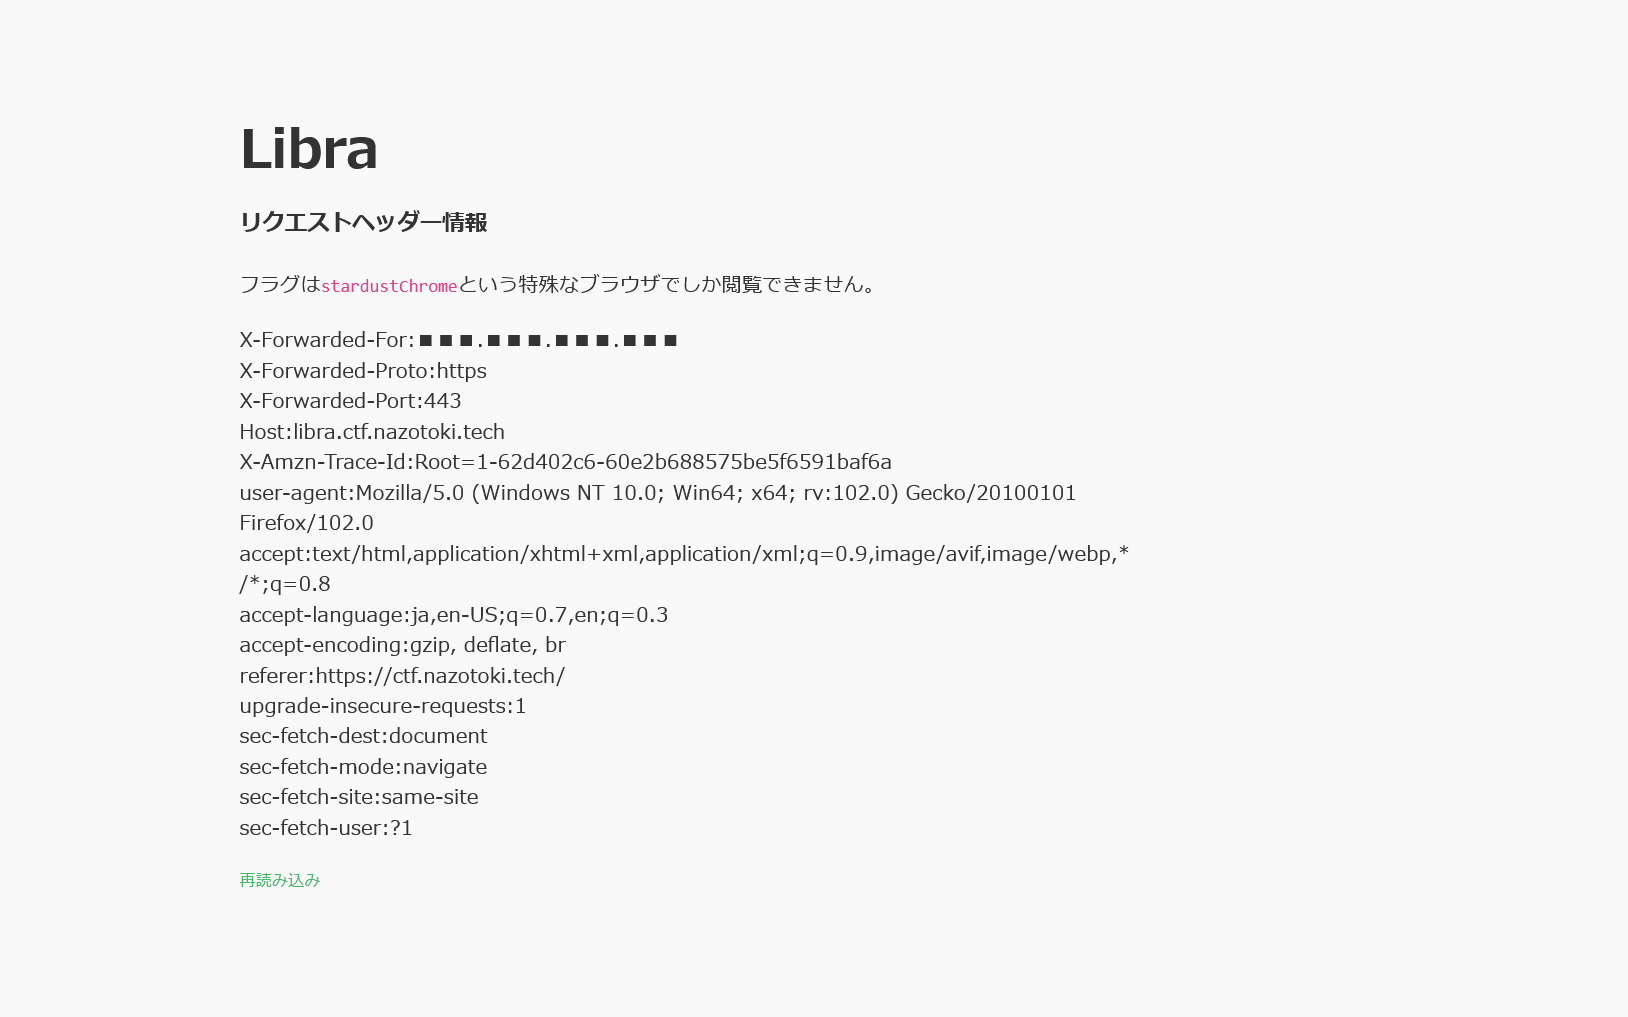 Libra
リクエストヘッダー情報
フラグはstardustChromeという特殊なブラウザでしか閲覧できません。
X-Forwarded-For:■■■.■■■.■■■.■■■
X-Forwarded-Proto:https
X-Forwarded-Port:443
Host:libra.ctf.nazotoki.tech
X-Amzn-Trace-Id:Root=1-62d402c6-60e2b688575be5f6591baf6a
user-agent:Mozilla/5.0 (Windows NT 10.0; Win64; x64; rv:102.0) Gecko/20100101
Firefox/102.0
accept:text/html,application/xhtml+xml,application/xml;q=0.9,image/avif,image/webp,*
/*;q=0.8
accept-language:ja,en-US;q=0.7,en;q=0.3
accept-encoding:gzip, deflate, br
referer:https://ctf.nazotoki.tech/
upgrade-insecure-requests:1
sec-fetch-dest:document
sec-fetch-mode:navigate
sec-fetch-site:same-site
sec-fetch-user:?1
再読み込み